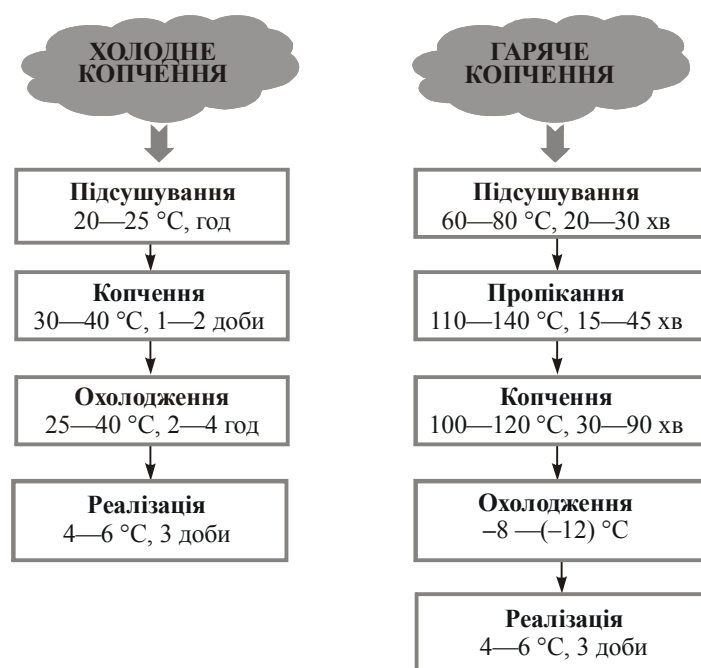 ХОЛОДНЕ
КОПЧЕННЯ
Підсушування
20—25 °С, год
Копчення
30—40 °С, 1—2 доби
Охолодження
25—40 °С, 2—4 год
Реалізація
4—6 °С, 3 доби
ГАРЯЧЕ
КОПЧЕННЯ
Підсушування
60—80 °С, 20—30 хв
Пропікання
110—140 °С, 15—45 хв
Копчення
100—120 °С, 30—90 хв
Охолодження
–8 —(–12) °С
Реалізація
4—6 °С, 3 доби